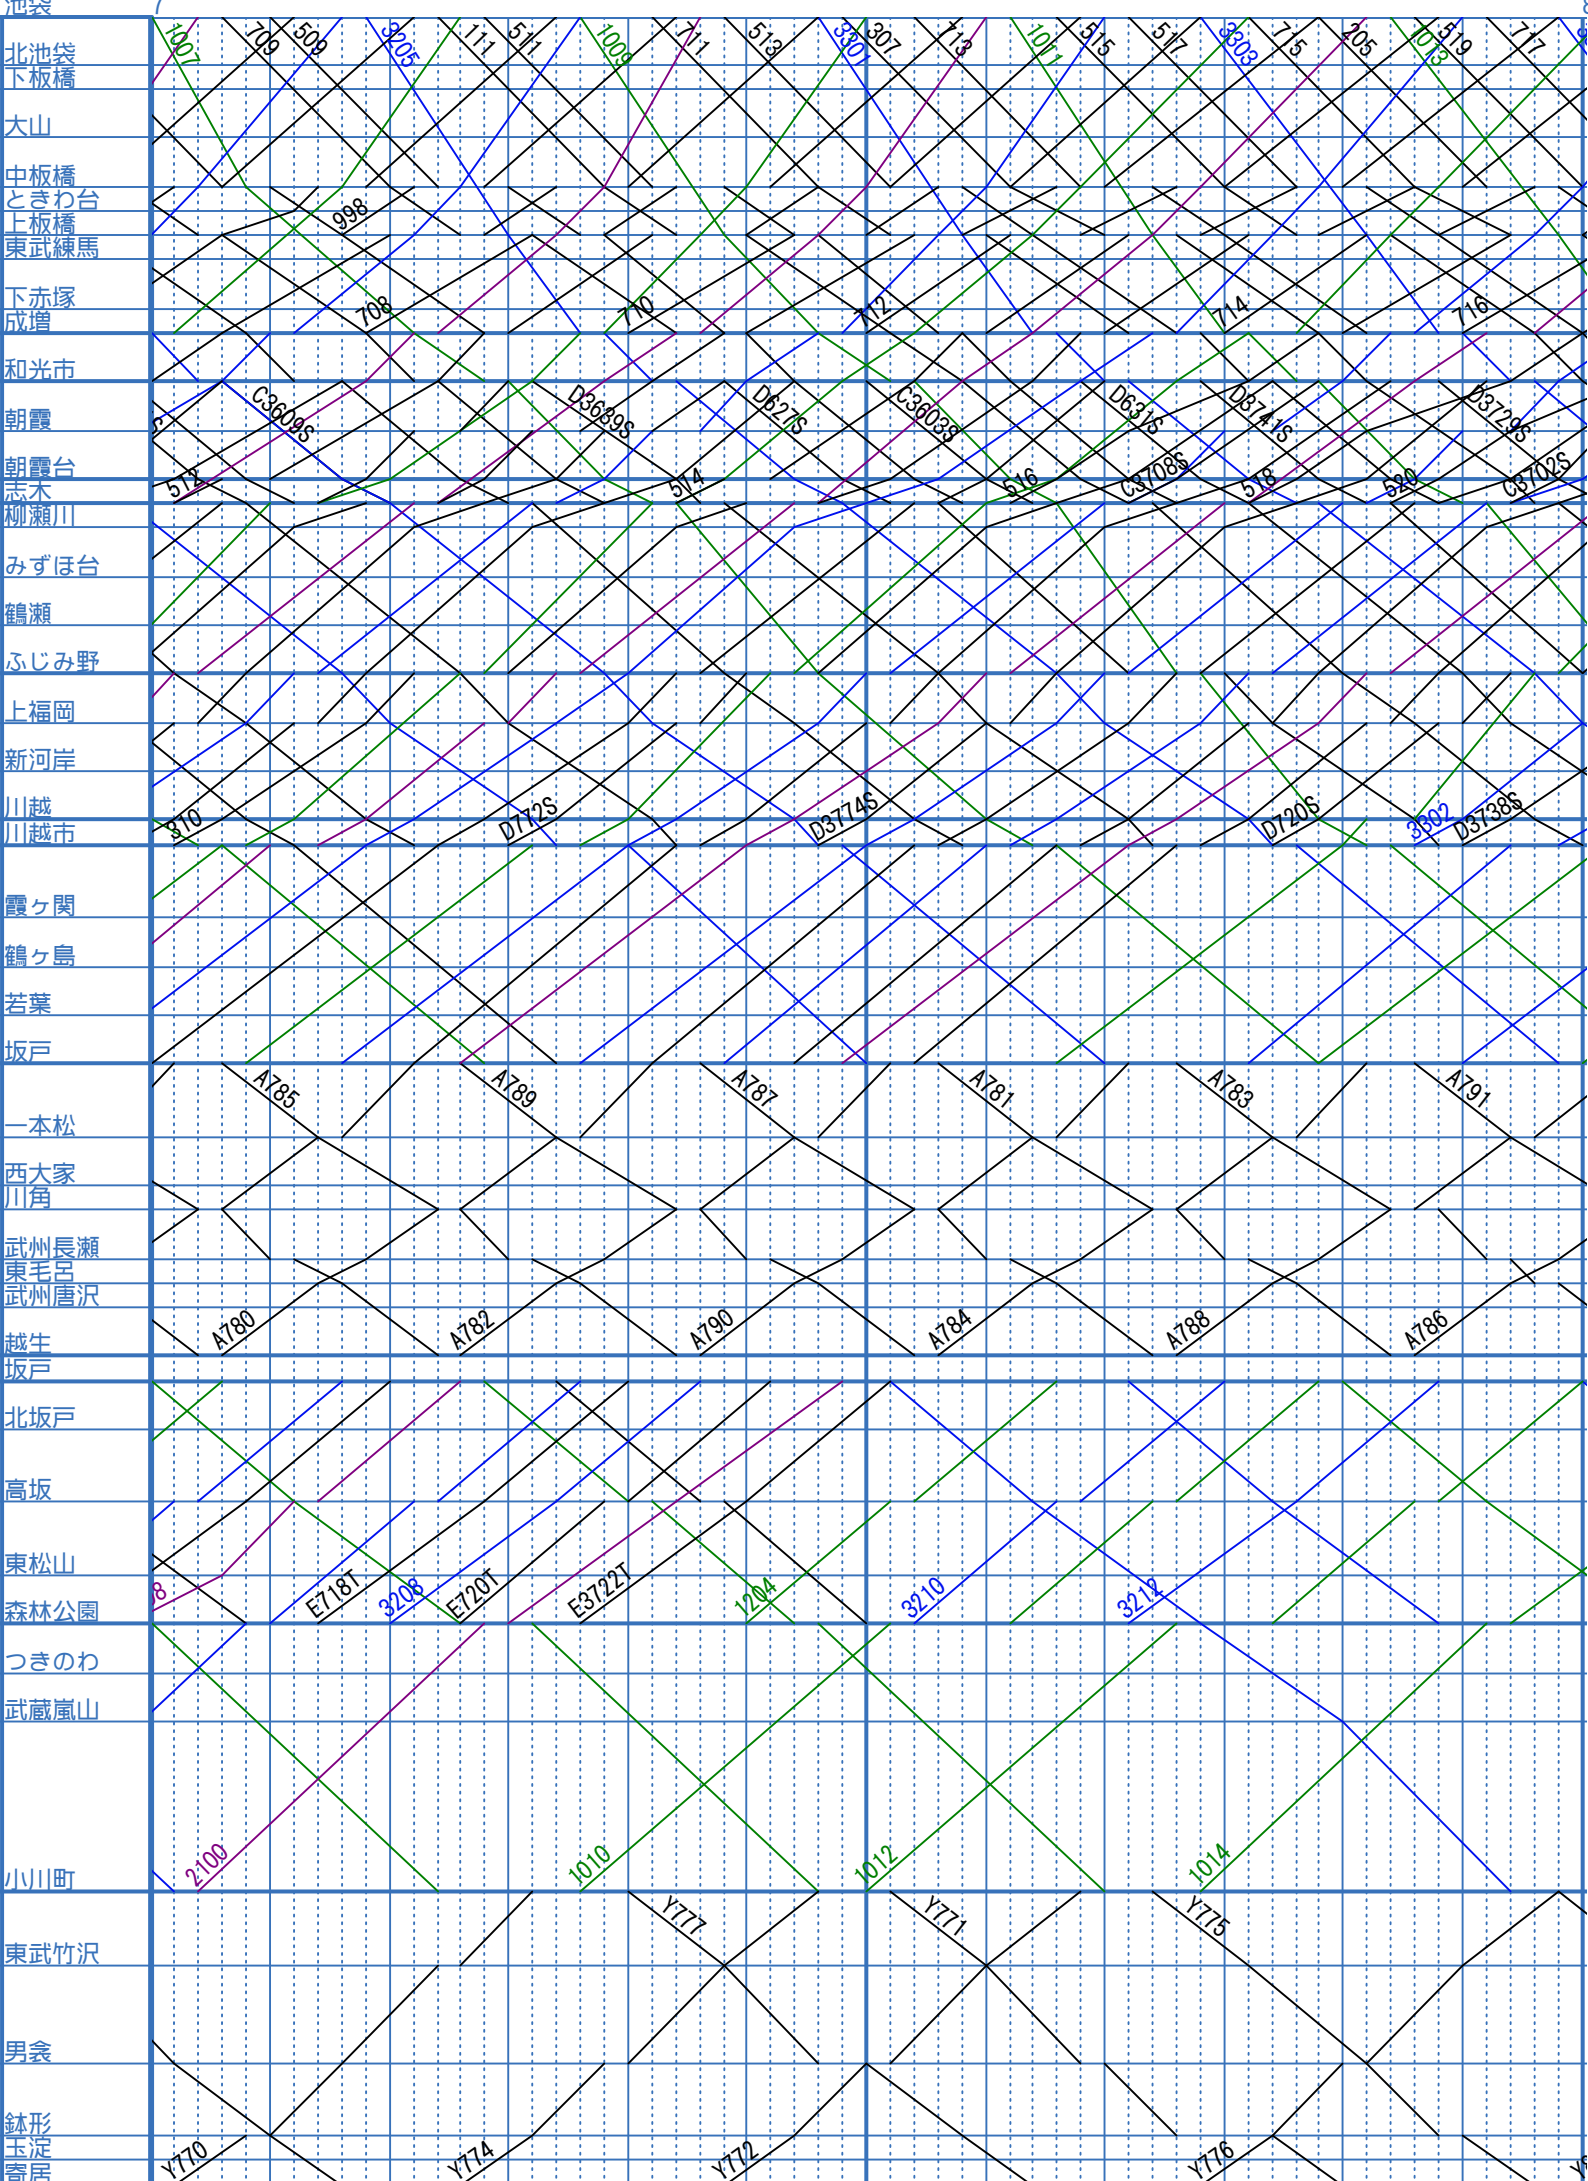 池袋
7
1007
709
509
3205
111
511
1009
711
513
3301
307
713
1011
515
517
3303
715
205
1013
519
717
北池袋
下板橋
大山
中板橋
ときわ台
998
上板橋
東武練馬
下赤塚
708
710
712
714
716
成増
和光市
C3609S
D3689S
D627S
C3603S
D631S
D3741S
D3729S
朝霞
朝霞台
512
514
516
C3708S
518
520
C3702S
志木
柳瀬川
みずほ台
鶴瀬
ふじみ野
上福岡
新河岸
川越
310
D772S
D3774S
D720S
3302
D3738S
川越市
霞ヶ関
鶴ヶ島
若葉
坂戸
A785
A789
A787
A781
A783
A791
一本松
西大家
川角
武州長瀬
東毛呂
武州唐沢
A780
A782
A790
A784
A788
A786
越生
坂戸
北坂戸
高坂
東松山
E718T
3208
E720T
E3722T
1204
3210
3212
森林公園
つきのわ
武蔵嵐山
2100
1010
1012
1014
小川町
Y777
Y771
Y775
東武竹沢
男衾
鉢形
玉淀
Y770
Y774
Y772
Y776
寄居